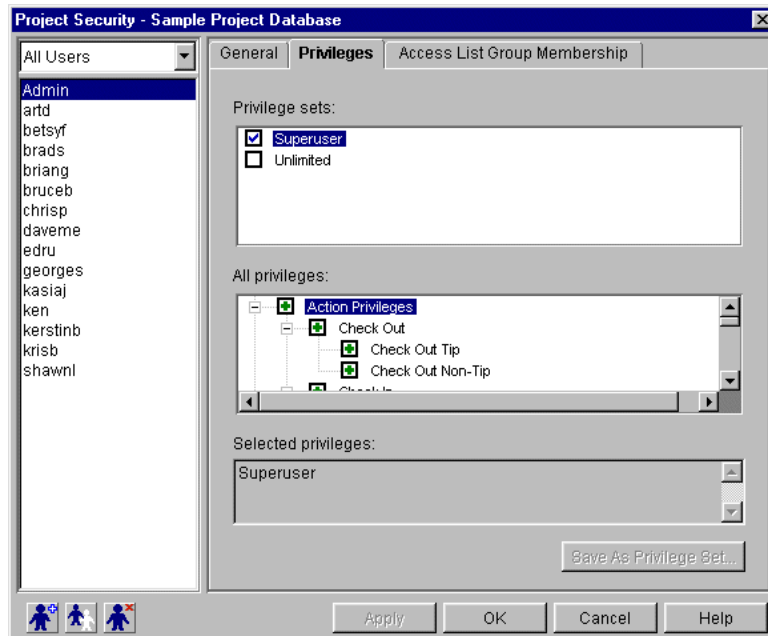 Project Security - Sample Project Database
All Users
General
Privileges
Access List Group Membership
Admin
artd
betsyf
brads
briang
bruceb
chrisp
daveme
edru
georges
kasiaj
ken
kerstinb
krisb
shawnl
Privilege sets:
Superuser
Unlimited
All privileges:
Action Privileges
Check Out
Check Out Tip
Check Out Non-Tip
Check In
Selected privileges:
Superuser
Save As Privilege Set...
Apply
OK
Cancel
Help